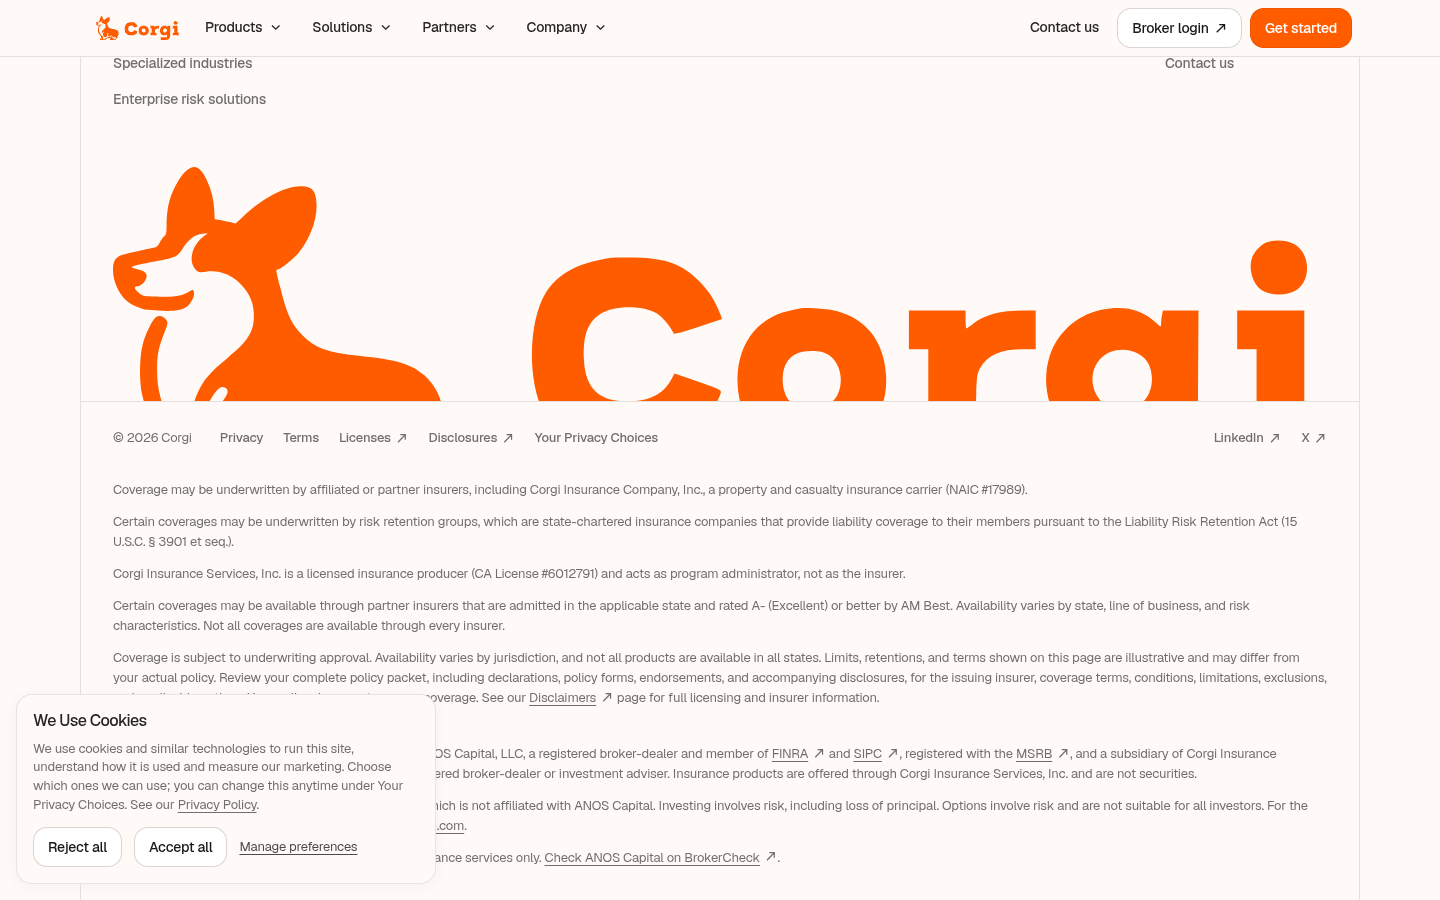 Corgi
Products
Solutions
Partners
Company
Contact us
Broker login
Get started
Specialized industries
Contact us
Enterprise risk solutions
Corgi
© 2026 Corgi
Privacy
Terms
Licenses
Disclosures
Your Privacy Choices
LinkedIn
X
Coverage may be underwritten by affiliated or partner insurers, including Corgi Insurance Company, Inc., a property and casualty insurance carrier (NAIC #17989).
Certain coverages may be underwritten by risk retention groups, which are state-chartered insurance companies that provide liability coverage to their members pursuant to the Liability Risk Retention Act (15
U.S.C. § 3901 et seq.).
Corgi Insurance Services, Inc. is a licensed insurance producer (CA License #6012791) and acts as program administrator, not as the insurer.
Certain coverages may be available through partner insurers that are admitted in the applicable state and rated A- (Excellent) or better by AM Best. Availability varies by state, line of business, and risk
characteristics. Not all coverages are available through every insurer.
Coverage is subject to underwriting approval. Availability varies by jurisdiction, and not all products are available in all states. Limits, retentions, and terms shown on this page are illustrative and may differ from
your actual policy. Review your complete policy packet, including declarations, policy forms, endorsements, and accompanying disclosures, for the issuing insurer, coverage terms, conditions, limitations, exclusions,
overage. See our Disclaimers page for full licensing and insurer information.
OS Capital, LLC, a registered broker-dealer and member of FINRA and SIPC, registered with the MSRB, and a subsidiary of Corgi Insurance
ered broker-dealer or investment adviser. Insurance products are offered through Corgi Insurance Services, Inc. and are not securities.
hich is not affiliated with ANOS Capital. Investing involves risk, including loss of principal. Options involve risk and are not suitable for all investors. For the
.com.
ance services only. Check ANOS Capital on BrokerCheck.
We Use Cookies
We use cookies and similar technologies to run this site,
understand how it is used and measure our marketing. Choose
which ones we can use; you can change this anytime under Your
Privacy Choices. See our Privacy Policy.
Reject all
Accept all
Manage preferences